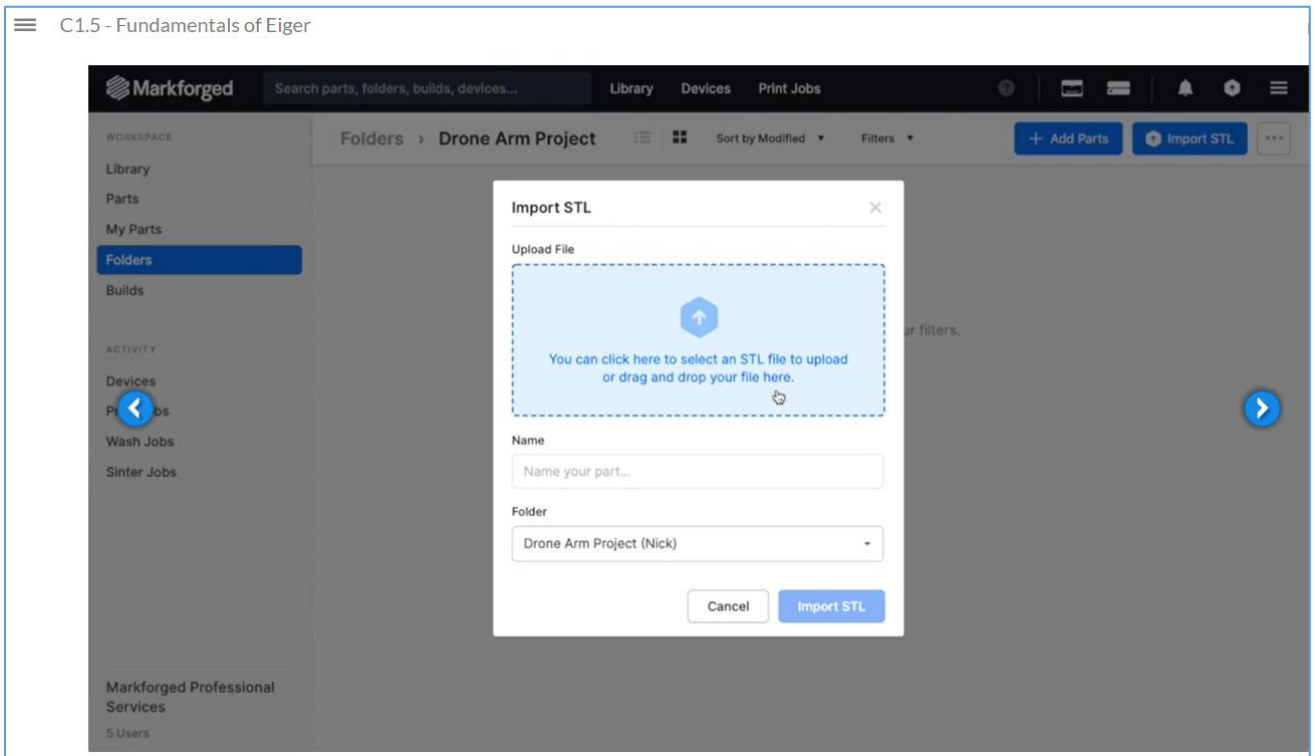 C1.5 - Fundamentals of Eiger
Markforged
Search parts, folders, builds, devices...
Library
Devices
Print Jobs
WORKSPACE
Library
Parts
My Parts
Folders
Builds
ACTIVITY
Devices
Wash Jobs
Sinter Jobs
Markforged Professional
Services
5 Users
Folders › Drone Arm Project
Sort by Modified
Filters
+ Add Parts
Import STL
ur filters.
Import STL
Upload File
You can click here to select an STL file to upload
or drag and drop your file here.
Name
Name your part...
Folder
Drone Arm Project (Nick)
Cancel
Import STL